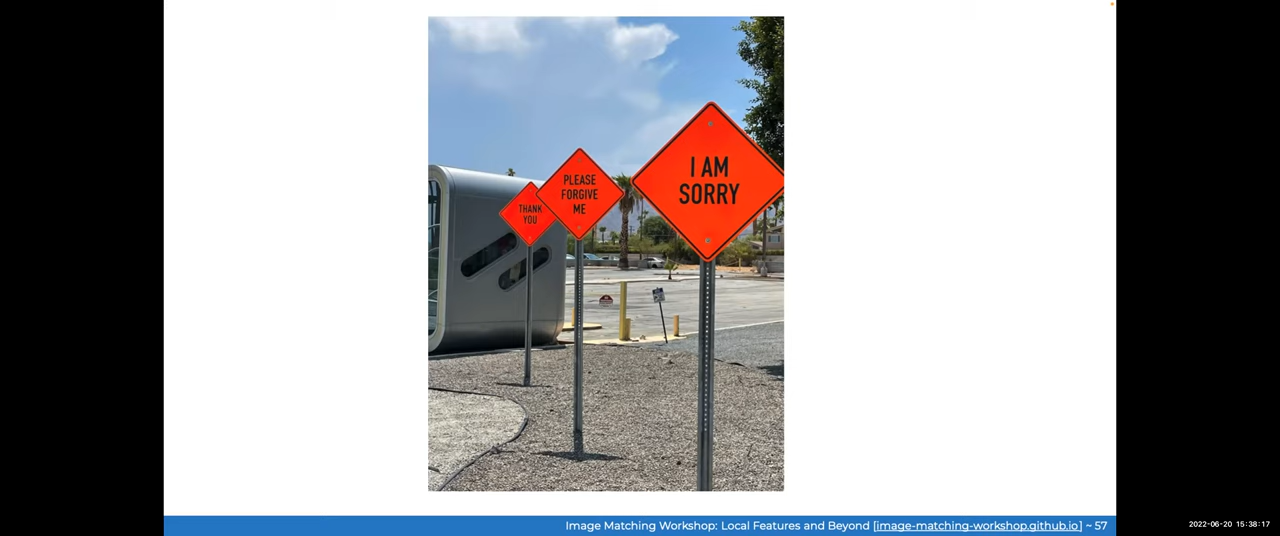 I AM
SORRY
PLEASE
FORGIVE
ME
THANK
YOU
Image Matching Workshop: Local Features and Beyond [image-matching-workshop.github.io] ~ 57
2022-06-20 15:38:17